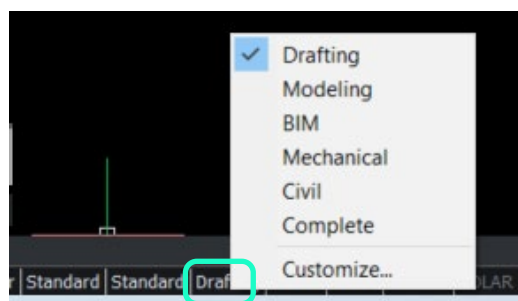 Drafting
Modeling
BIM
Mechanical
Civil
Complete
Customize...
Standard Standard Draf